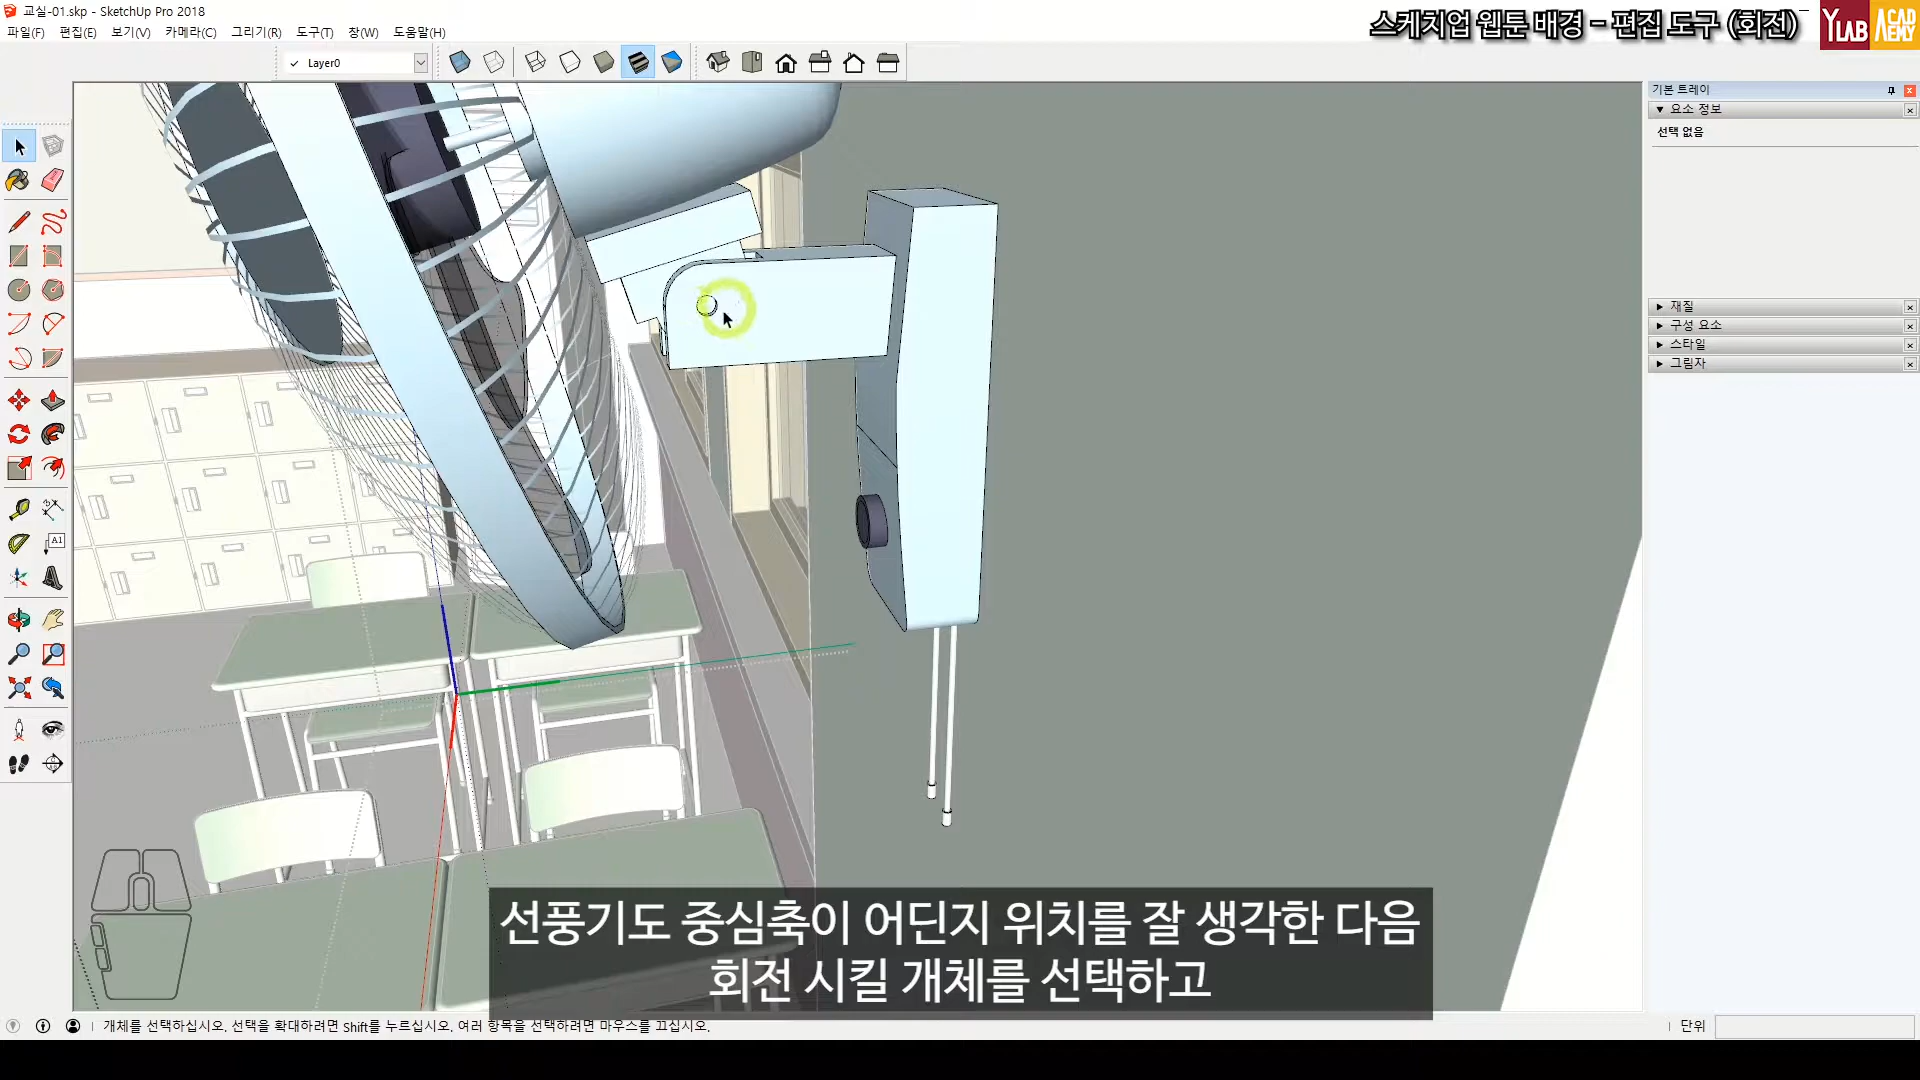 교실-01.skp - SketchUp Pro 2018
스케치업 웹툰 배경 - 편집 도구 (회전)
YLAB ACADEMY
파일(F) 편집(E) 보기(V) 카메라(C) 그리기(R) 도구(T) 창(W) 도움말(H)
Layer0
기본 트레이
요소 정보
선택 없음
재질
구성 요소
스타일
그림자
A1
선풍기도 중심축이 어딘지 위치를 잘 생각한 다음
회전 시킬 개체를 선택하고
개체를 선택하십시오. 선택을 확대하려면 Shift를 누르십시오. 여러 항목을 선택하려면 마우스를 끄십시오.
단위